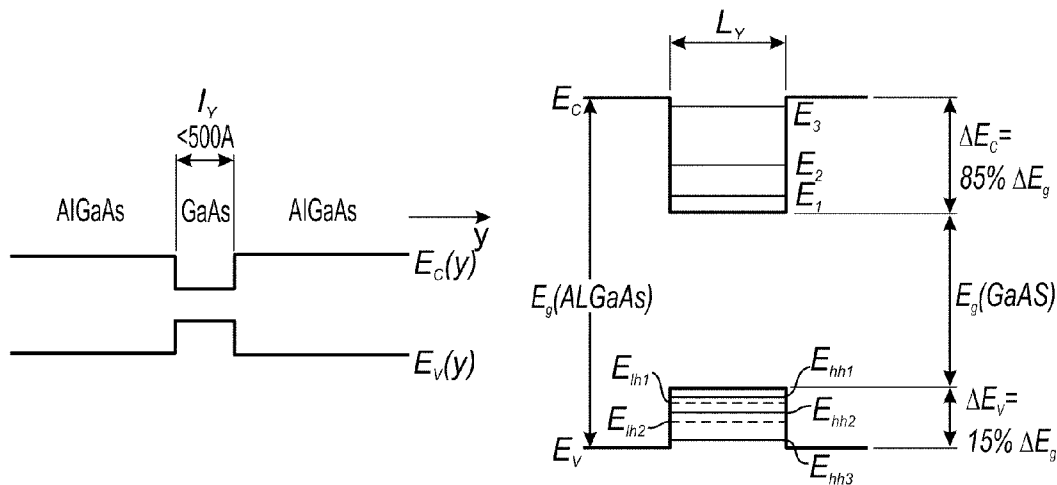 l_Y
<500A
AlGaAs
GaAs
AlGaAs
y
E_C(y)
E_V(y)
L_Y
E_C
E_3
E_2
E_1
ΔE_C=
85% ΔE_g
E_g(ALGaAs)
E_g(GaAS)
E_lh1
E_hh1
E_lh2
E_hh2
E_V
E_hh3
ΔE_V=
15% ΔE_g